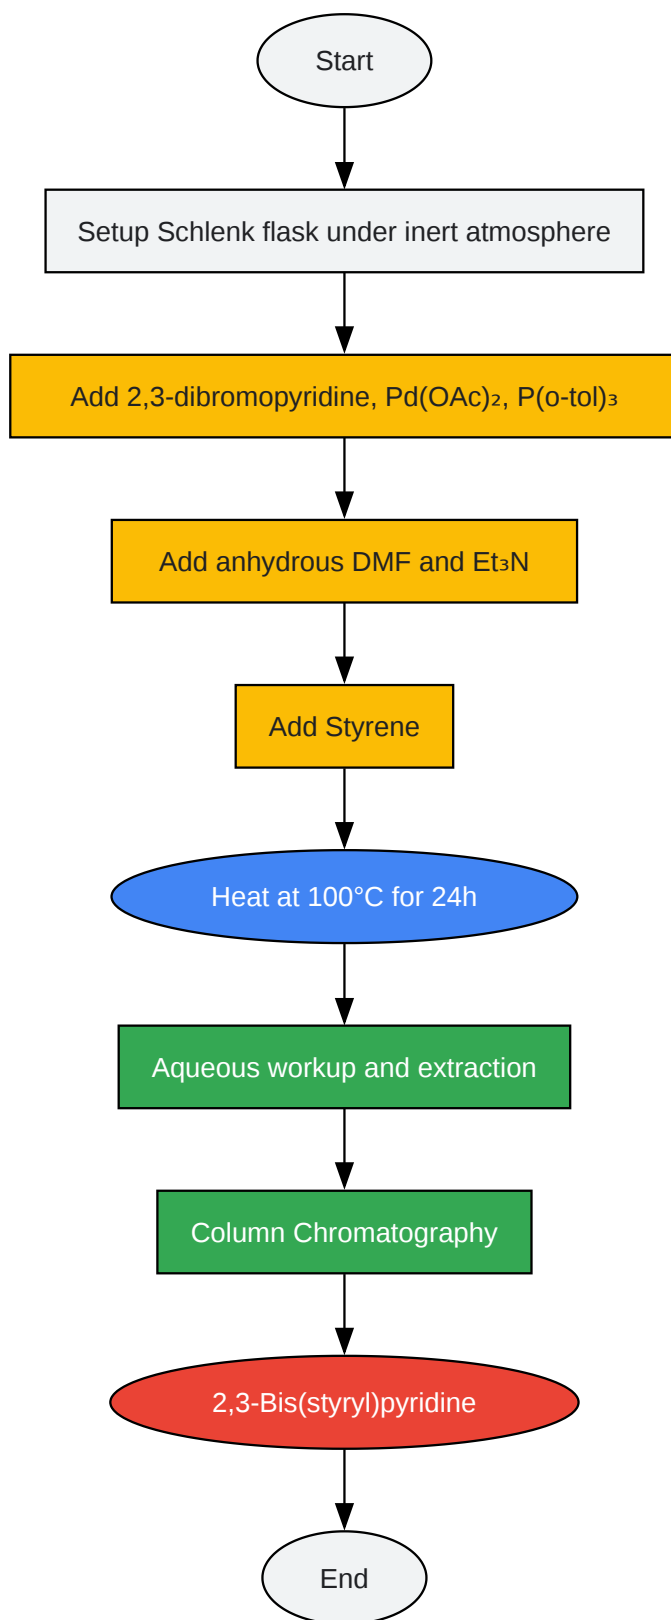 Start
Setup Schlenk flask under inert atmosphere
Add 2,3-dibromopyridine, Pd(OAc)₂, P(o-tol)₃
Add anhydrous DMF and Et₃N
Add Styrene
Heat at 100°C for 24h
Aqueous workup and extraction
Column Chromatography
2,3-Bis(styryl)pyridine
End